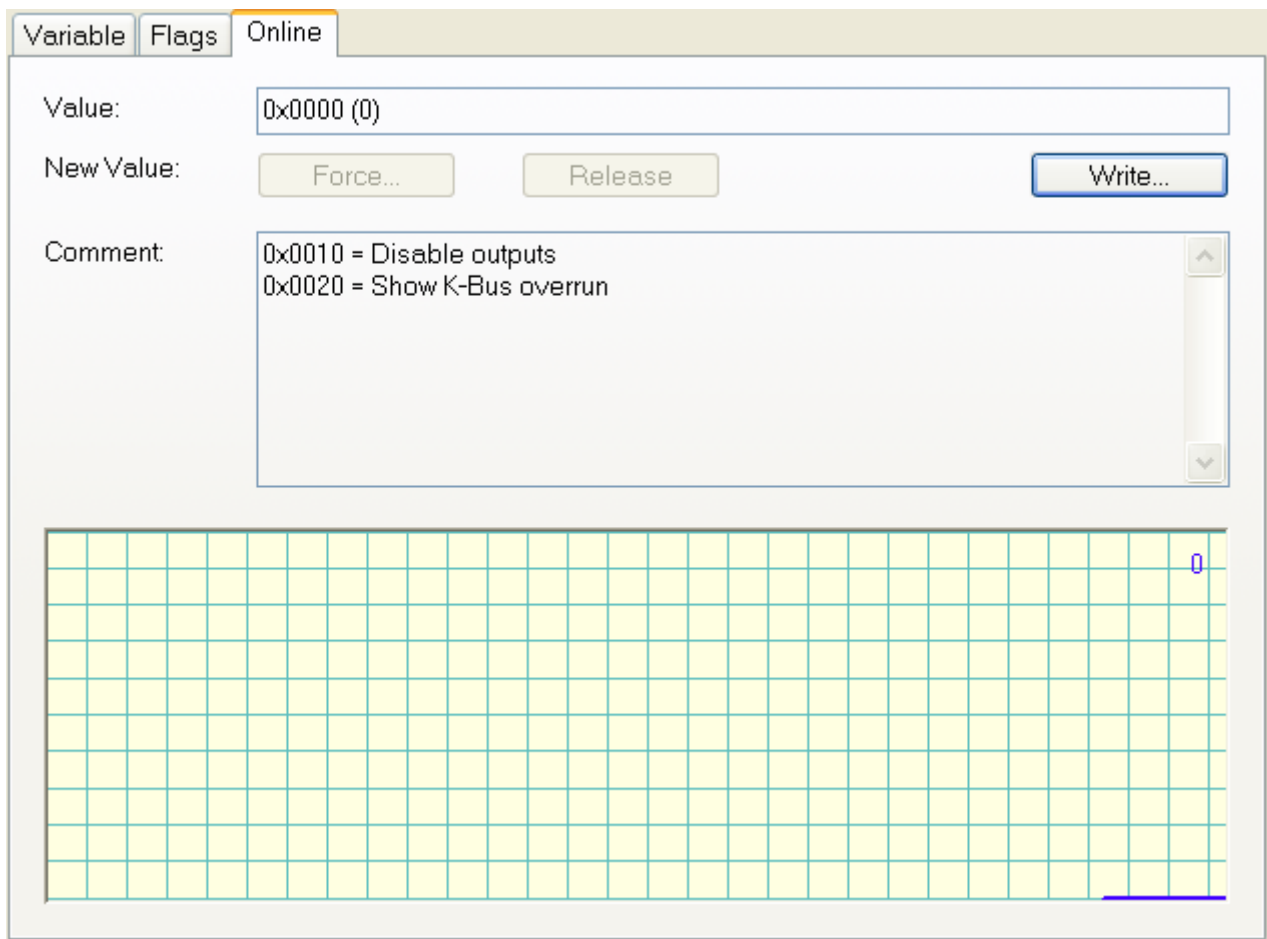 Variable Flags Online
Value: 0x0000 (0)
New Value: Force... Release Write...
Comment: 0x0010 = Disable outputs
0x0020 = Show K-Bus overrun
0